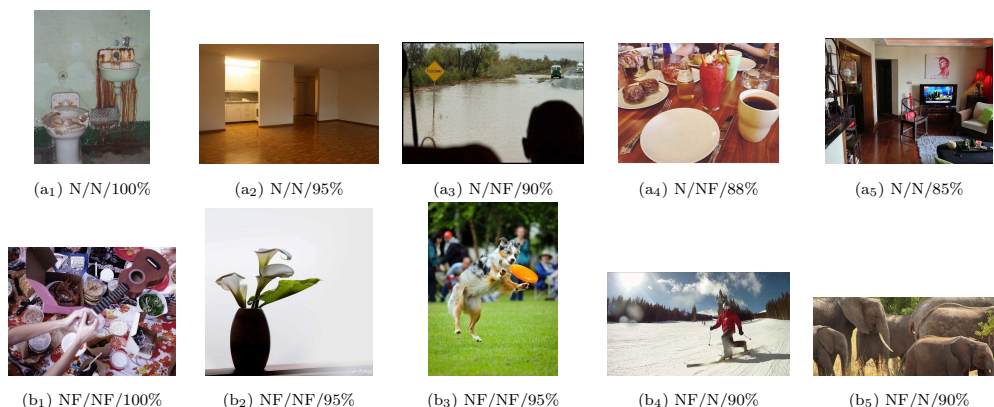 (a₁) N/N/100%
(a₂) N/N/95%
(a₃) N/NF/90%
(a₄) N/NF/88%
(a₅) N/N/85%
(b₁) NF/NF/100%
(b₂) NF/NF/95%
(b₃) NF/NF/95%
(b₄) NF/N/90%
(b₅) NF/N/90%